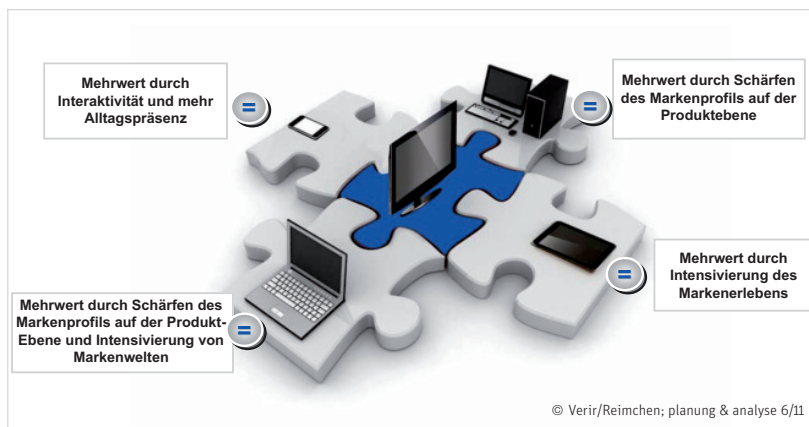 Mehrwert durch
Interaktivität und mehr
Alltagspräsenz
=
Mehrwert durch Schärfen
des Markenprofils auf der
Produktebene
=
Mehrwert durch Schärfen des
Markenprofils auf der Produkt-
Ebene und Intensivierung von
Markenwelten
=
Mehrwert durch
Intensivierung des
Markenerlebens
=
© Verir/Reimchen; planung & analyse 6/11